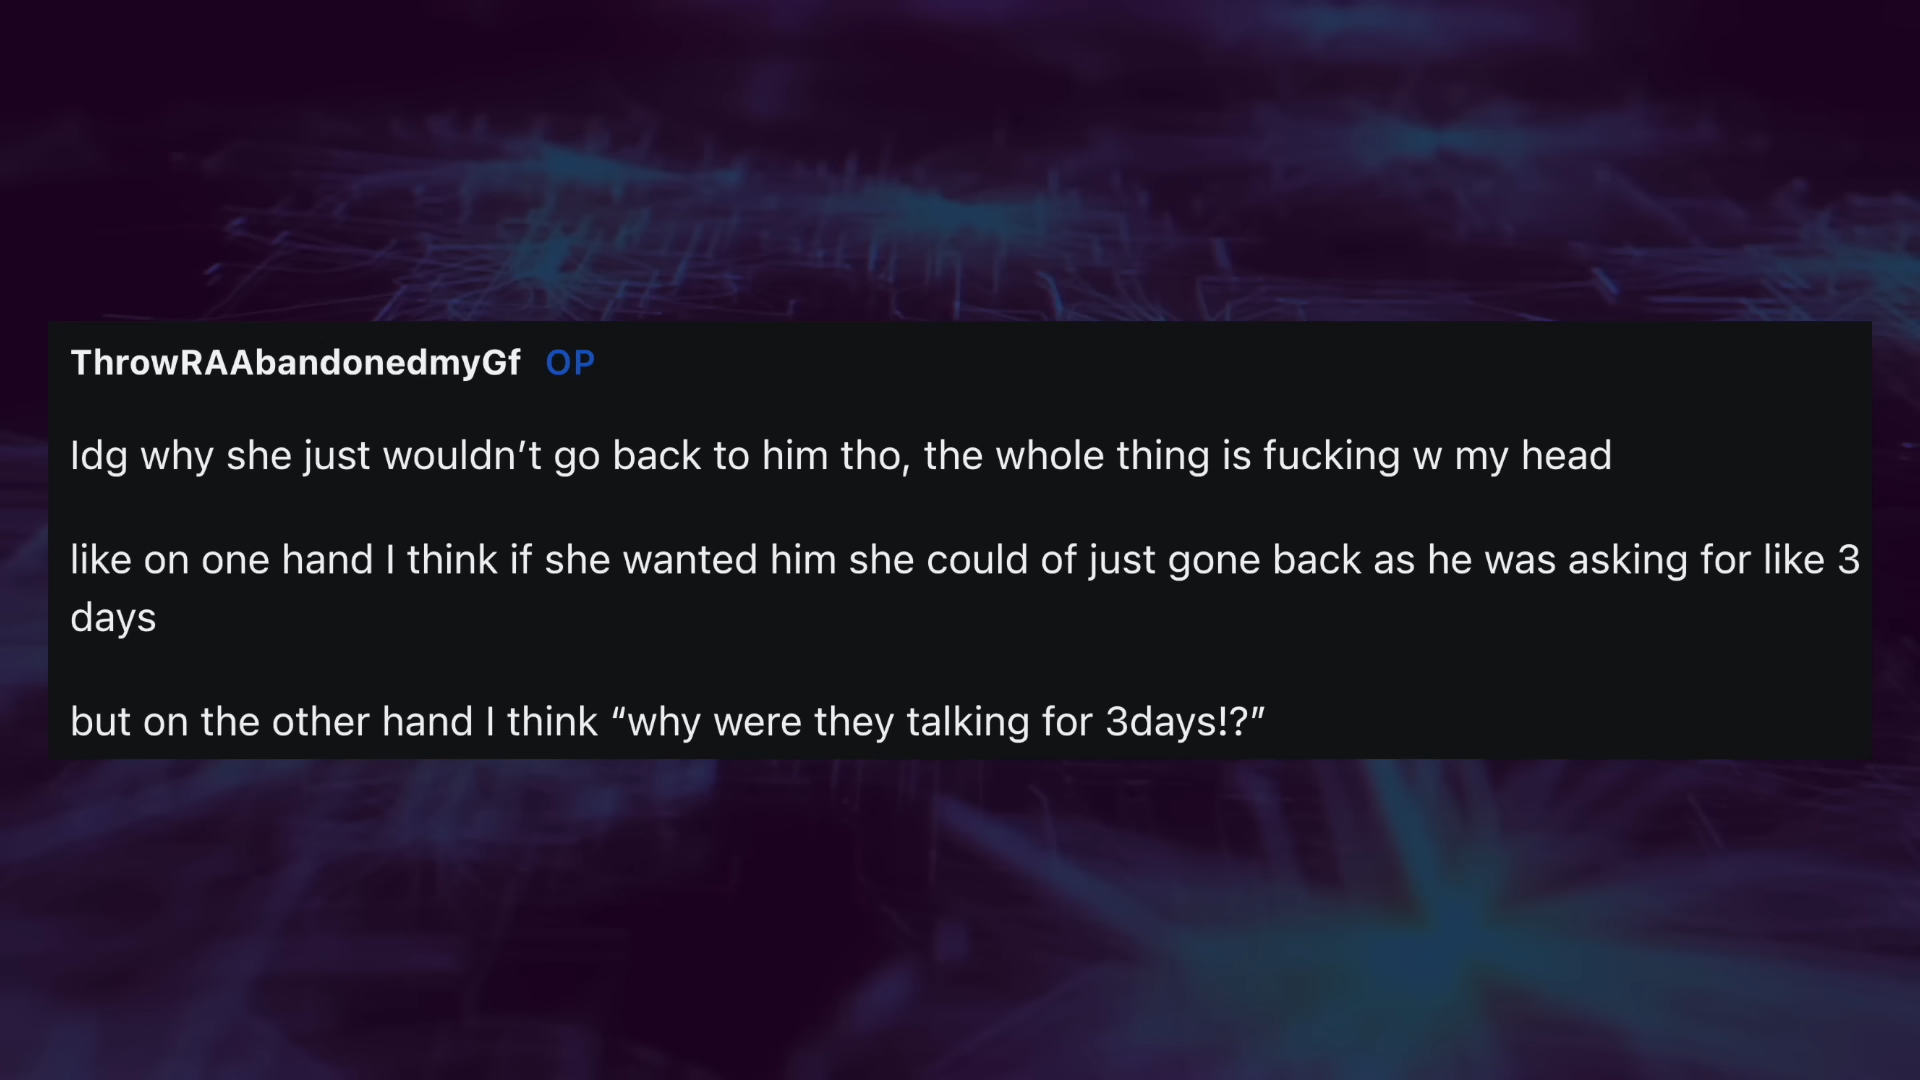 ThrowRAAbandonedmyGf OP
Idg why she just wouldn’t go back to him tho, the whole thing is fucking w my head
like on one hand I think if she wanted him she could of just gone back as he was asking for like 3
days
but on the other hand I think “why were they talking for 3days!?”